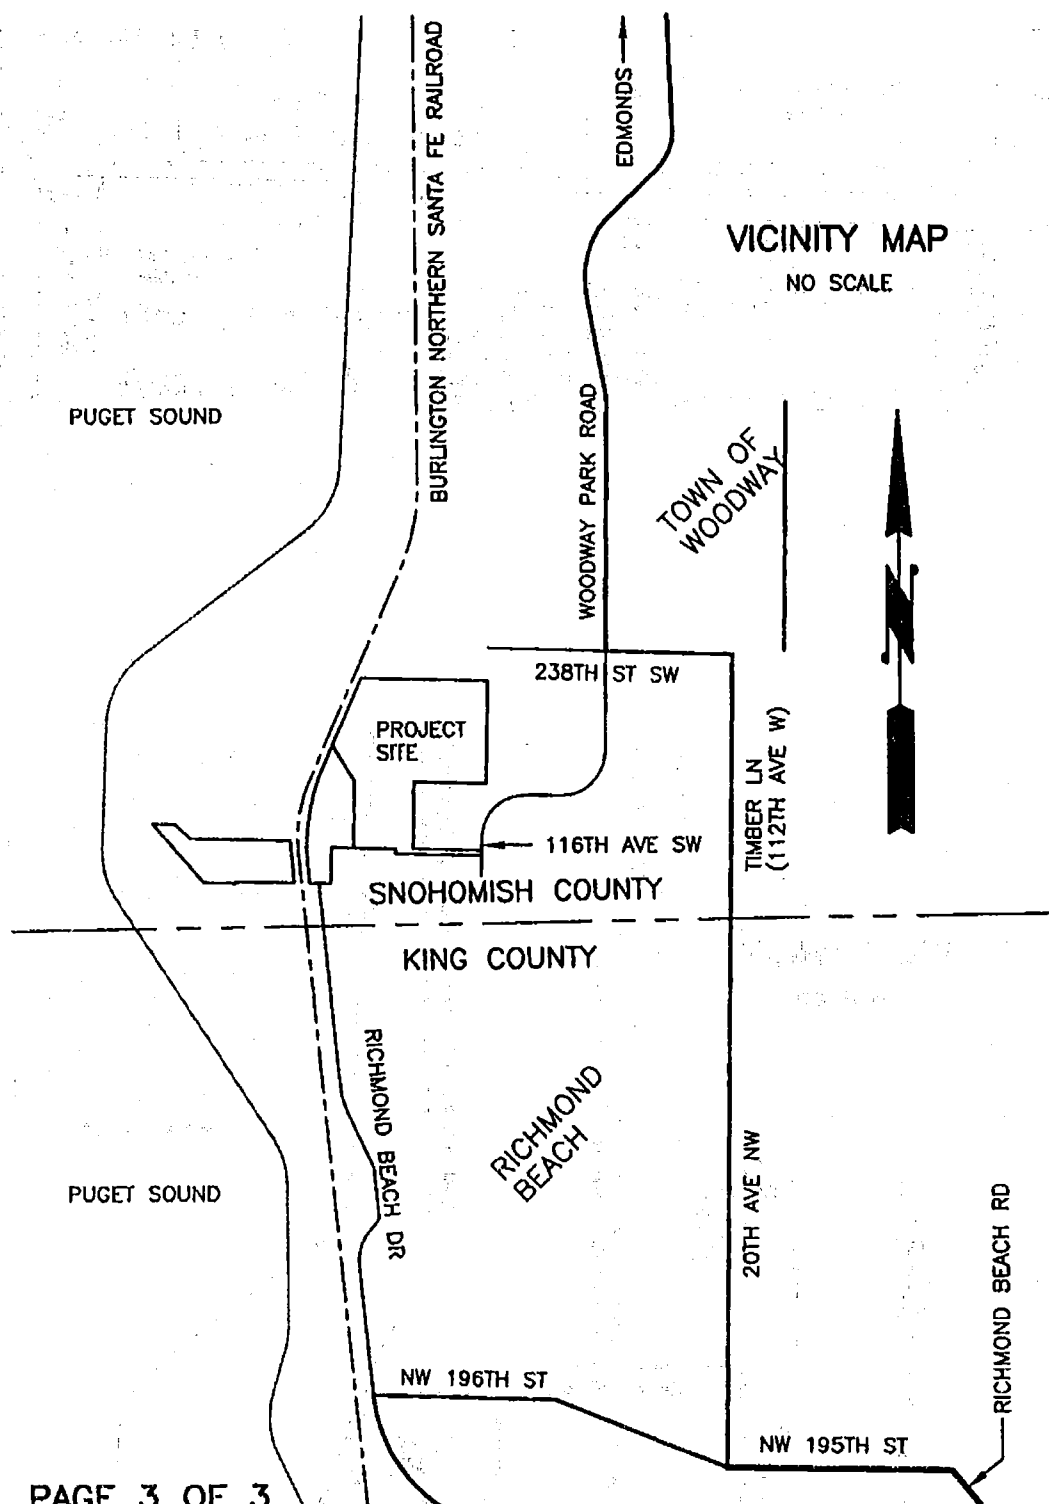 BURLINGTON NORTHERN SANTA FE RAILROAD
EDMONDS
VICINITY MAP
NO SCALE
PUGET SOUND
WOODWAY PARK ROAD
TOWN OF
WOODWAY
N
238TH ST SW
PROJECT
SITE
TIMBER LN
(112TH AVE W)
116TH AVE SW
SNOHOMISH COUNTY
KING COUNTY
RICHMOND BEACH DR
RICHMOND
BEACH
PUGET SOUND
20TH AVE NW
RICHMOND BEACH RD
NW 196TH ST
NW 195TH ST
PAGE 3 OF 3